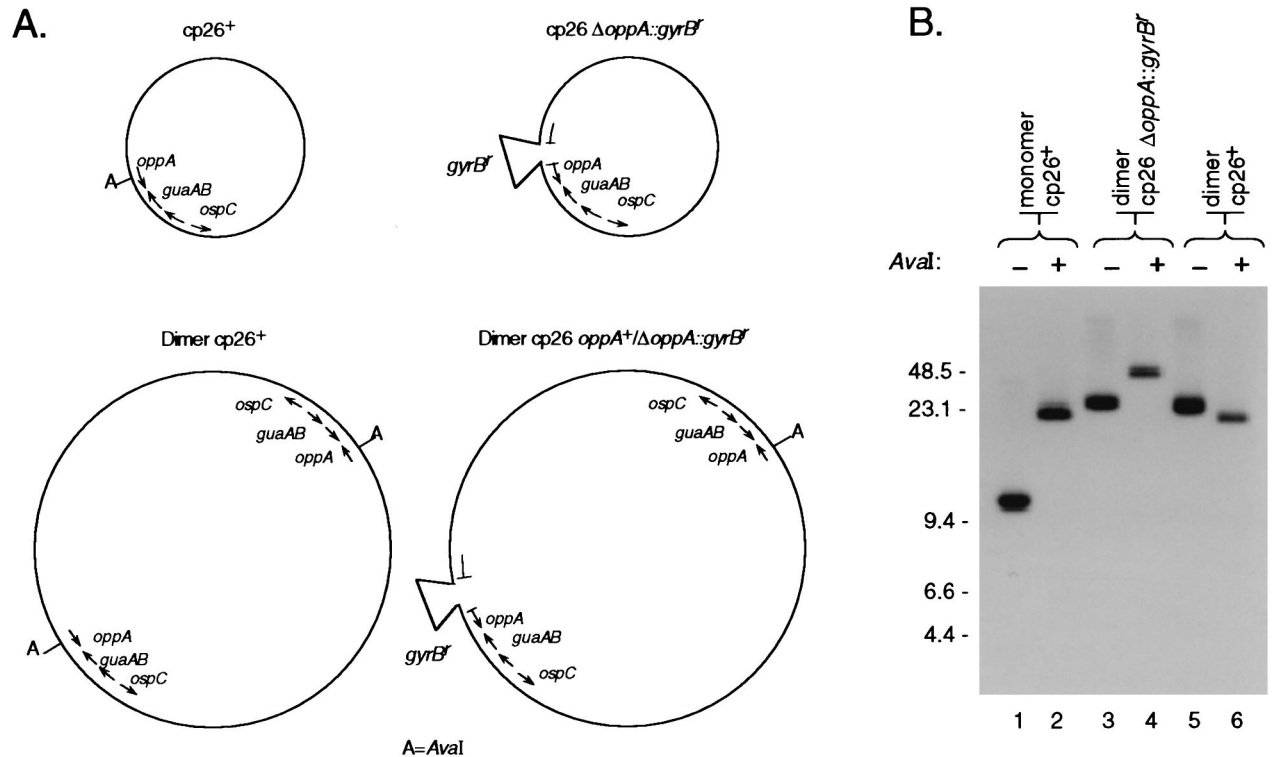 A.
cp26⁺
oppA
A
guaAB
ospC
cp26 ΔoppA::gyrBʳ
gyrBʳ
oppA
guaAB
ospC
Dimer cp26⁺
ospC
guaAB
A
oppA
A
oppA
guaAB
ospC
Dimer cp26 oppA⁺/ΔoppA::gyrBʳ
ospC
guaAB
A
oppA
oppA
guaAB
gyrBʳ
ospC
A=AvaI
B.
monomer
cp26⁺
dimer
cp26 ΔoppA::gyrBʳ
dimer
cp26⁺
AvaI: – + – + – +
48.5 -
23.1 -
9.4 -
6.6 -
4.4 -
1 2 3 4 5 6